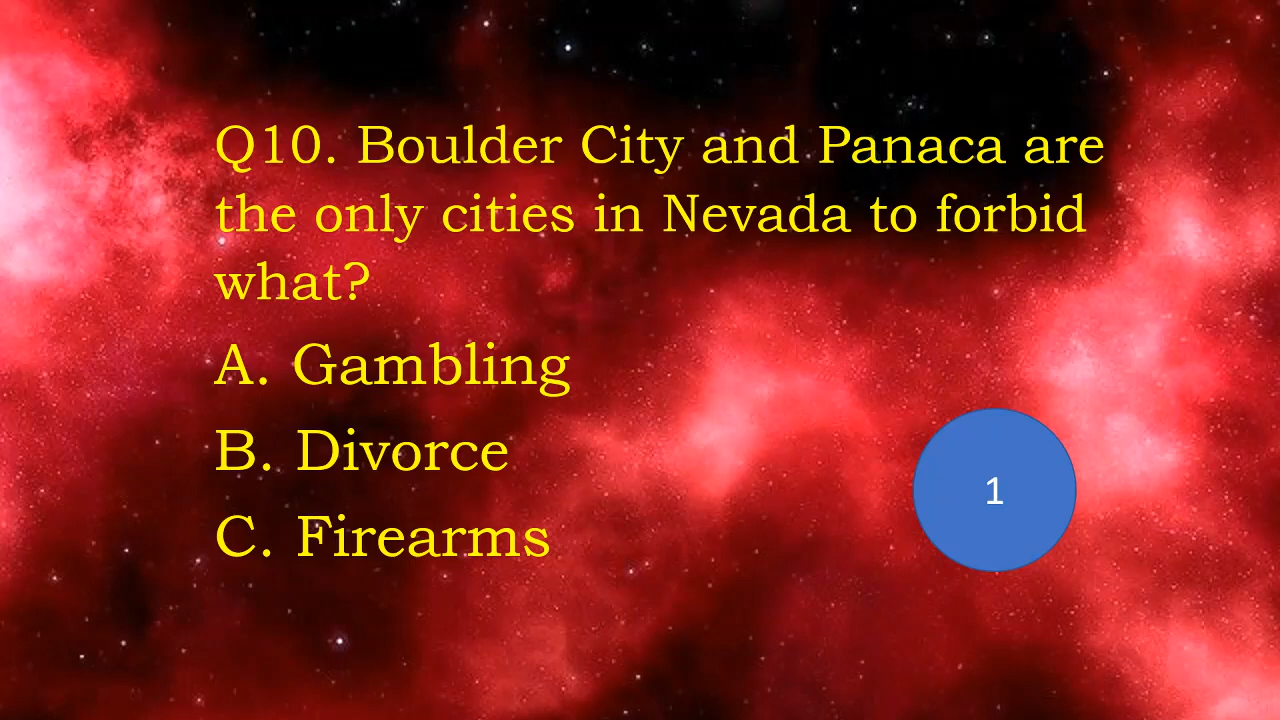 Q10. Boulder City and Panaca are
the only cities in Nevada to forbid
what?
A. Gambling
B. Divorce
C. Firearms
1